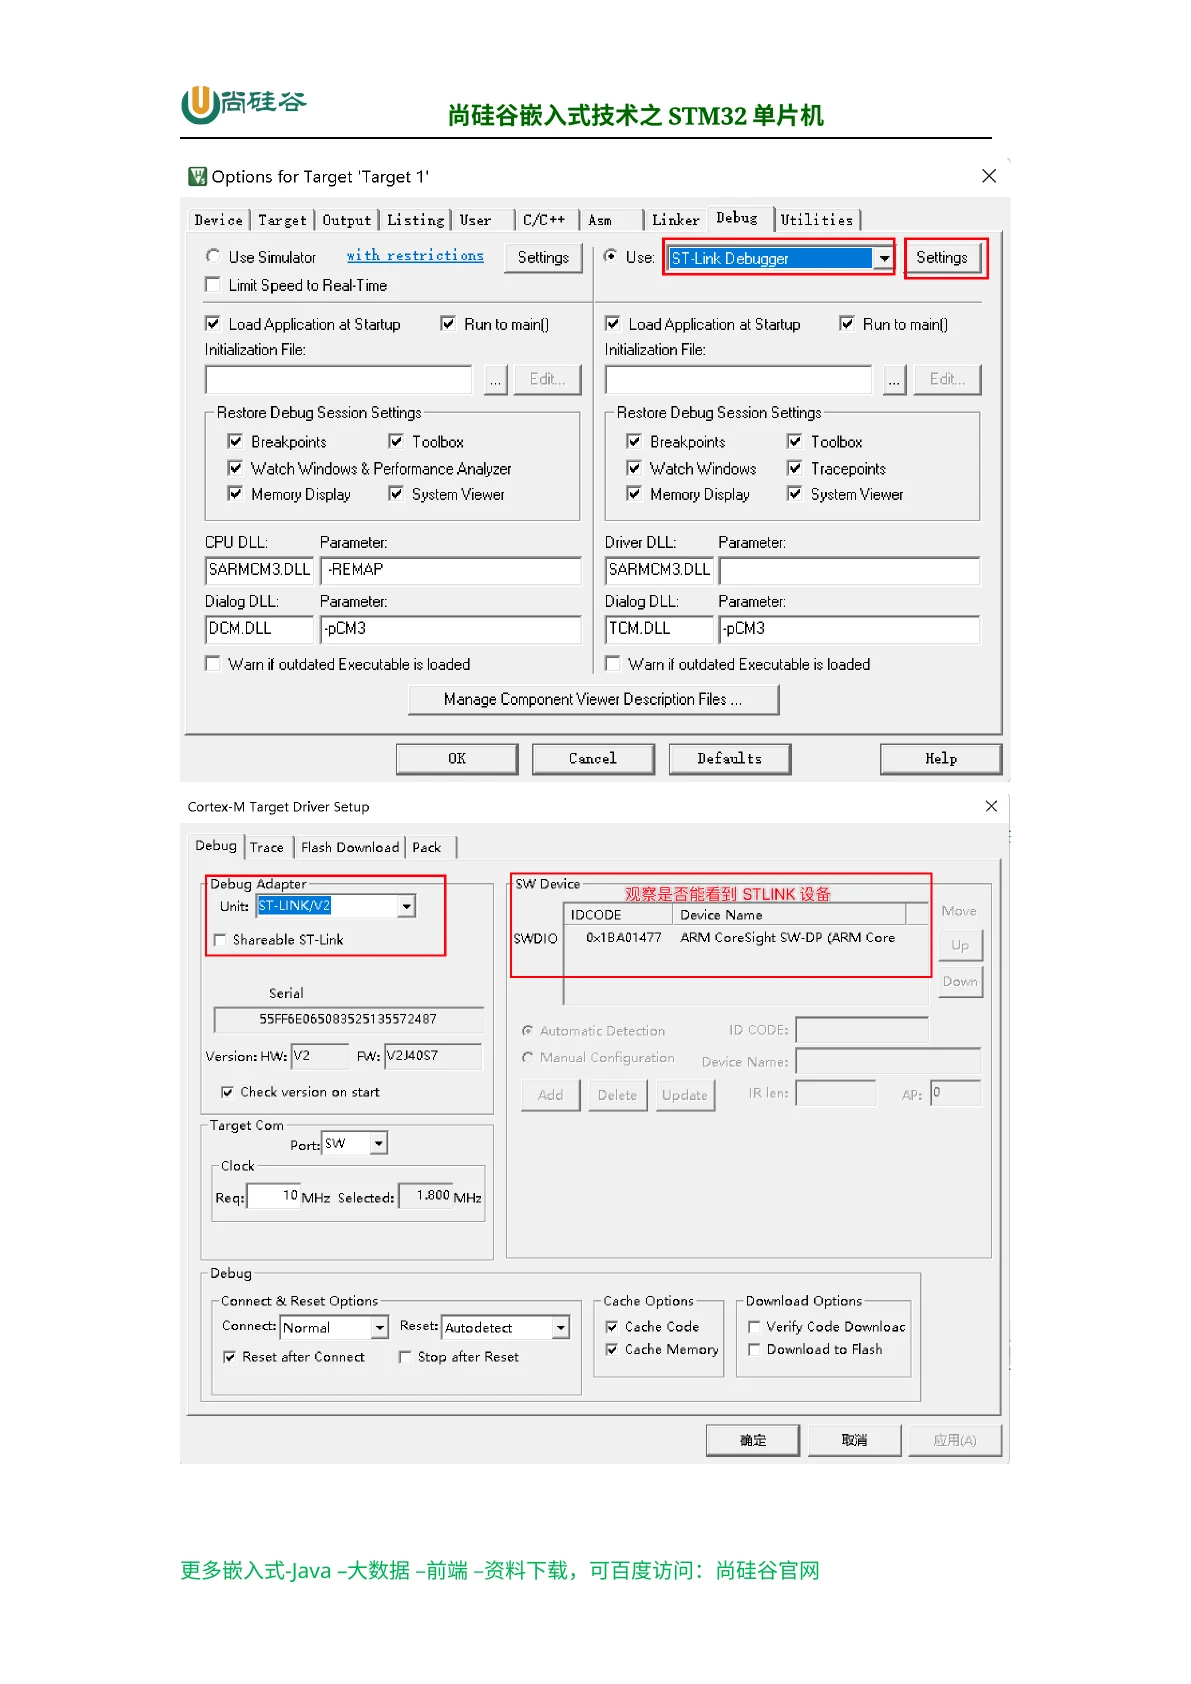 尚硅谷
尚硅谷嵌入式技术之 STM32 单片机
Options for Target 'Target 1'
Device Target Output Listing User C/C++ Asm Linker Debug Utilities
Use Simulator with restrictions Settings Use: ST-Link Debugger Settings
Limit Speed to Real-Time
Load Application at Startup Run to main() Load Application at Startup Run to main()
Initialization File: Initialization File:
... Edit... ... Edit...
Restore Debug Session Settings Restore Debug Session Settings
Breakpoints Toolbox Breakpoints Toolbox
Watch Windows & Performance Analyzer Watch Windows Tracepoints
Memory Display System Viewer Memory Display System Viewer
CPU DLL: Parameter: Driver DLL: Parameter:
SARMCM3.DLL -REMAP SARMCM3.DLL
Dialog DLL: Parameter: Dialog DLL: Parameter:
DCM.DLL -pCM3 TCM.DLL -pCM3
Warn if outdated Executable is loaded Warn if outdated Executable is loaded
Manage Component Viewer Description Files ...
OK Cancel Defaults Help
Cortex-M Target Driver Setup
Debug Trace Flash Download Pack
Debug Adapter SW Device
观察是否能看到 STLINK 设备
Unit: ST-LINK/V2 IDCODE Device Name Move
Shareable ST-Link SWDIO 0x1BA01477 ARM CoreSight SW-DP (ARM Core Up
Down
Serial
55FF6E065083525135572487
Automatic Detection ID CODE:
Version: HW: V2 FW: V2J40S7 Manual Configuration Device Name:
Check version on start Add Delete Update IR len: AP: 0
Target Com
Port: SW
Clock
Req: 10 MHz Selected: 1.800 MHz
Debug
Connect & Reset Options Cache Options Download Options
Connect: Normal Reset: Autodetect Cache Code Verify Code Downloac
Reset after Connect Stop after Reset Cache Memory Download to Flash
确定 取消 应用(A)
更多嵌入式-Java –大数据 –前端 –资料下载，可百度访问：尚硅谷官网